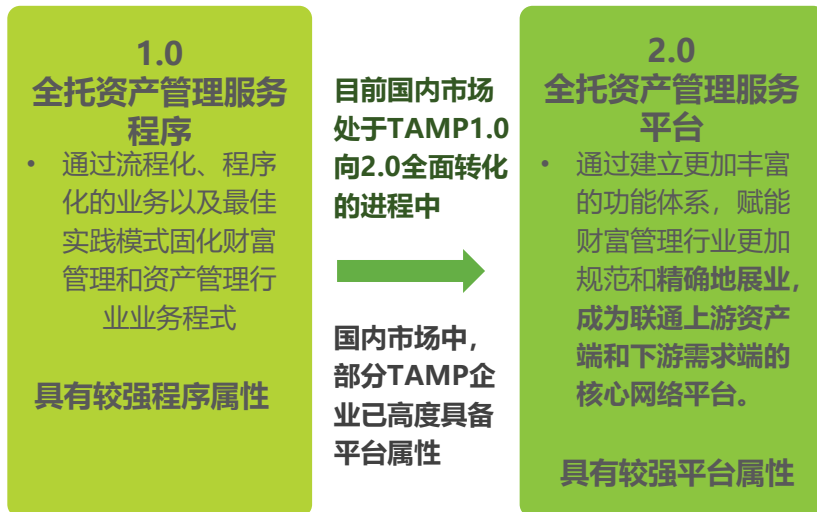 1.0
全托资产管理服务
程序
• 通过流程化、程序
化的业务以及最佳
实践模式固化财富
管理和资产管理行
业业务程式
具有较强程序属性
目前国内市场
处于TAMP1.0
向2.0全面转化
的进程中
国内市场中，
部分TAMP企
业已高度具备
平台属性
2.0
全托资产管理服务
平台
• 通过建立更加丰富
的功能体系，赋能
财富管理行业更加
规范和精确地展业，
成为联通上游资产
端和下游需求端的
核心网络平台。
具有较强平台属性